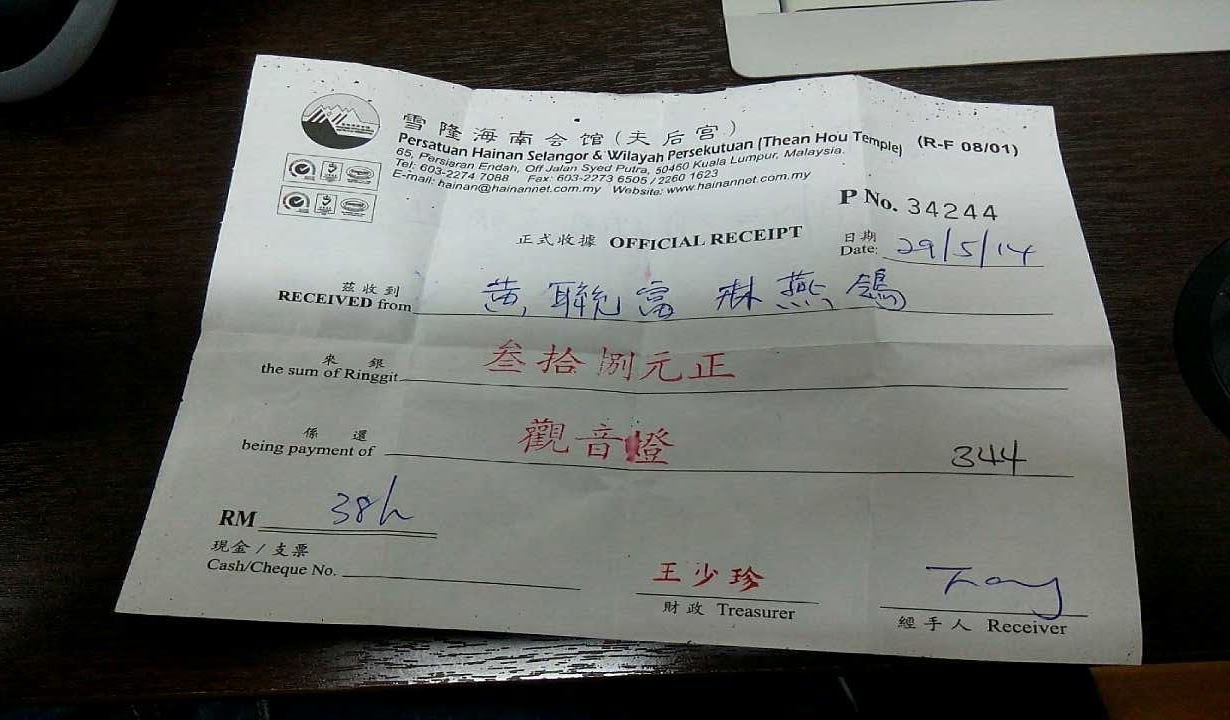 雪隆海南会馆(天后宫)
Persatuan Hainan Selangor & Wilayah Persekutuan (Thean Hou Temple) (R-F 08/01)
65, Persiaran Endah, Off Jalan Syed Putra, 50460 Kuala Lumpur, Malaysia.
Tel: 603-2274 7088 Fax: 603-2273 6505 / 2260 1623
E-mail: hainan@hainannet.com.my Website: www.hainannet.com.my
P No. 34244
正式收據 OFFICIAL RECEIPT
日期
Date: 29/5/14
茲收到
RECEIVED from 黄聯富 琳燕鴿
來銀
the sum of Ringgit 叁拾捌元正
係還
being payment of 觀音燈 344
RM 38/
現金/支票
Cash/Cheque No.
王少珍
財政 Treasurer
經手人 Receiver